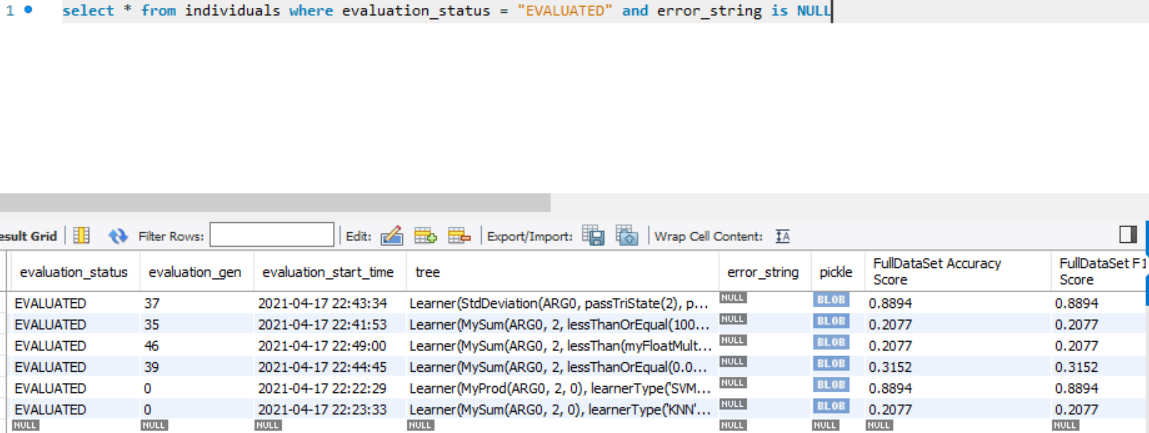 1 select * from individuals where evaluation_status = "EVALUATED" and error_string is NULL
esult Grid Filter Rows: Edit: Export/Import: Wrap Cell Content: IA
evaluation_status evaluation_gen evaluation_start_time tree error_string pickle FullDataSet Accuracy Score FullDataSet F1 Score
EVALUATED 37 2021-04-17 22:43:34 Learner(StdDeviation(ARG0, passTriState(2), p... NULL BLOB 0.8894 0.8894
EVALUATED 35 2021-04-17 22:41:53 Learner(MySum(ARG0, 2, lessThanOrEqual(100... NULL BLOB 0.2077 0.2077
EVALUATED 46 2021-04-17 22:49:00 Learner(MySum(ARG0, 2, lessThan(myFloatMult... NULL BLOB 0.2077 0.2077
EVALUATED 39 2021-04-17 22:44:45 Learner(MySum(ARG0, 2, lessThanOrEqual(0.0... NULL BLOB 0.3152 0.3152
EVALUATED 0 2021-04-17 22:22:29 Learner(MyProd(ARG0, 2, 0), learnerType('SVM... NULL BLOB 0.8894 0.8894
EVALUATED 0 2021-04-17 22:23:33 Learner(MySum(ARG0, 2, 0), learnerType('KNN'... NULL BLOB 0.2077 0.2077
NULL NULL NULL NULL NULL NULL NULL NULL